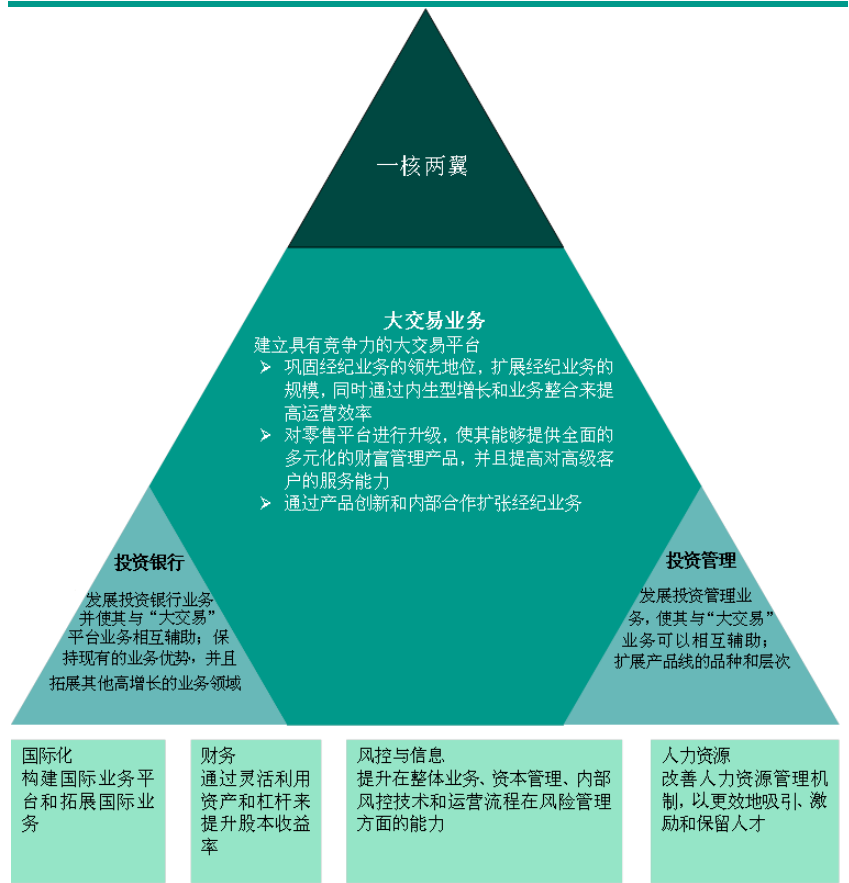 一核两翼
大交易业务
建立具有竞争力的大交易平台
➢ 巩固经纪业务的领先地位，扩展经纪业务的
规模，同时通过内生型增长和业务整合来提
高运营效率
➢ 对零售平台进行升级，使其能够提供全面的
多元化的财富管理产品，并且提高对高级客
户的服务能力
➢ 通过产品创新和内部合作扩张经纪业务
投资银行
发展投资银行业务
并使其与“大交易”
平台业务相互辅助；保
持现有的业务优势，并且
拓展其他高增长的业务领域
投资管理
发展投资管理业
务，使其与“大交易”
业务可以相互辅助；
扩展产品线的品种和层次
国际化
构建国际业务平
台和拓展国际业
务
财务
通过灵活利用
资产和杠杆来
提升股本收益
率
风控与信息
提升在整体业务、资本管理、内部
风控技术和运营流程在风险管理
方面的能力
人力资源
改善人力资源管理机
制，以更效地吸引、激
励和保留人才